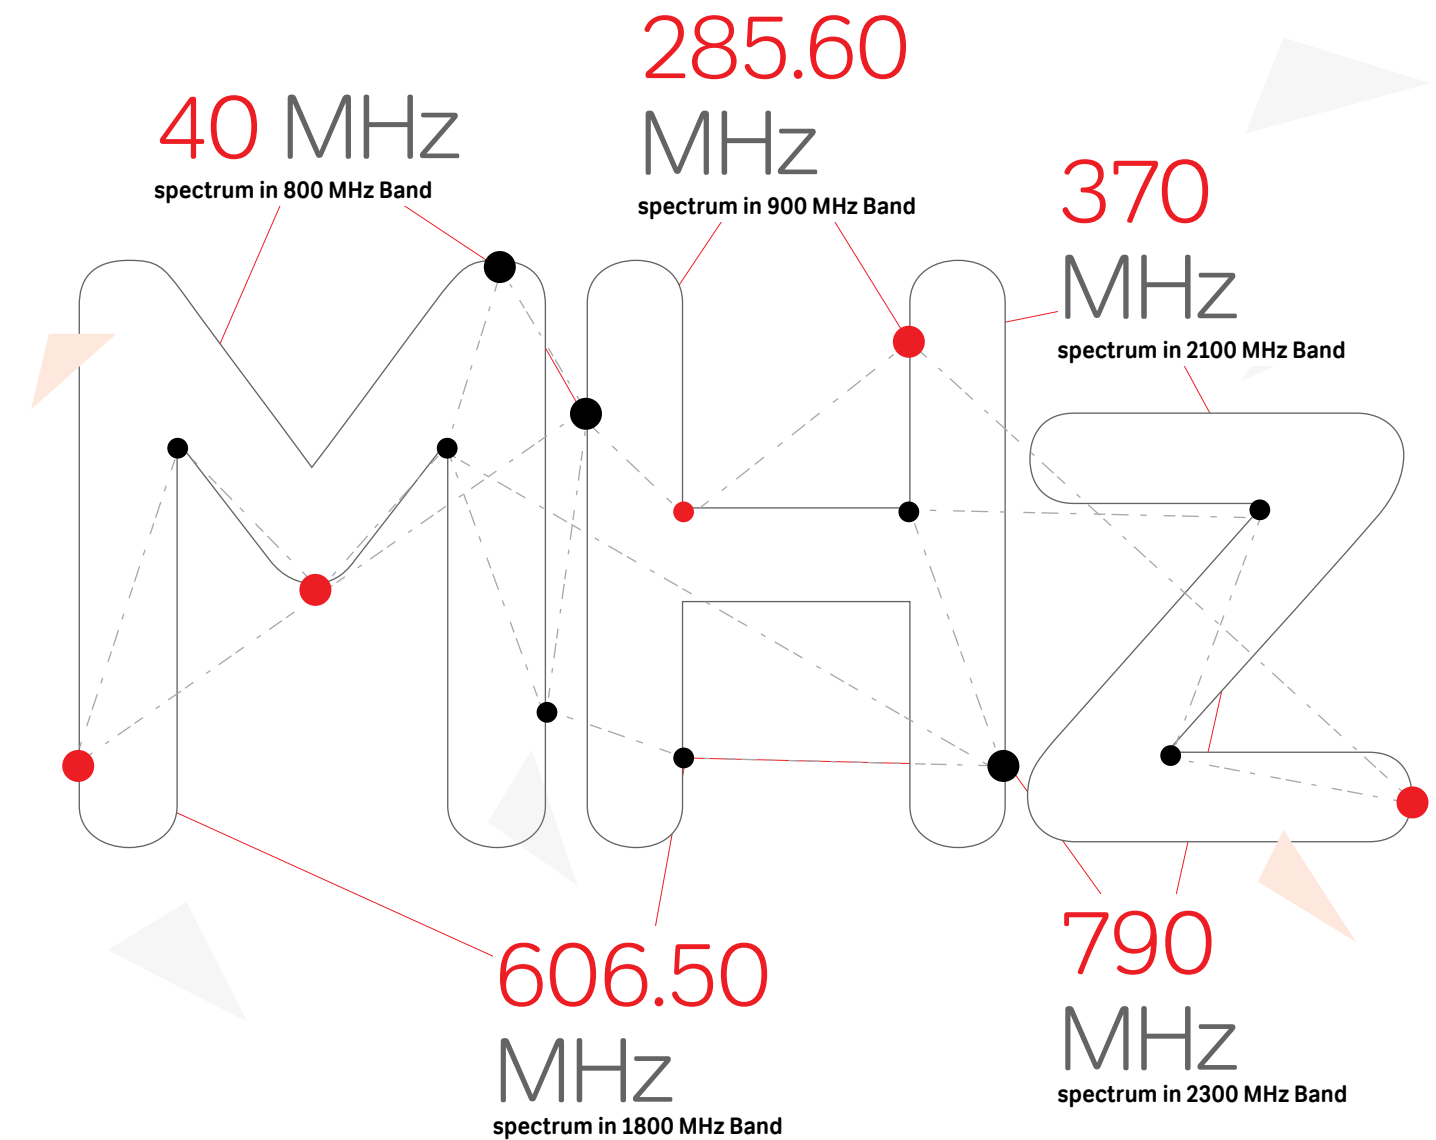 40 MHz
spectrum in 800 MHz Band
285.60
MHz
spectrum in 900 MHz Band
370
MHz
spectrum in 2100 MHz Band
606.50
MHz
spectrum in 1800 MHz Band
790
MHz
spectrum in 2300 MHz Band
MHZ